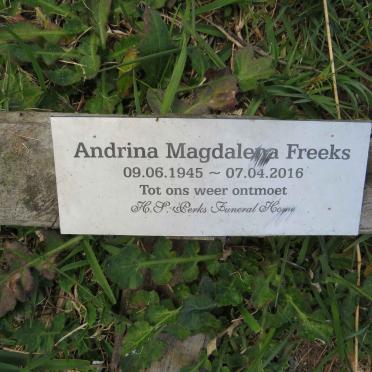 Andrina Magdalena Freeks
09.06.1945 ~ 07.04.2016
Tot ons weer ontmoet
H.S. Perks Funeral Home